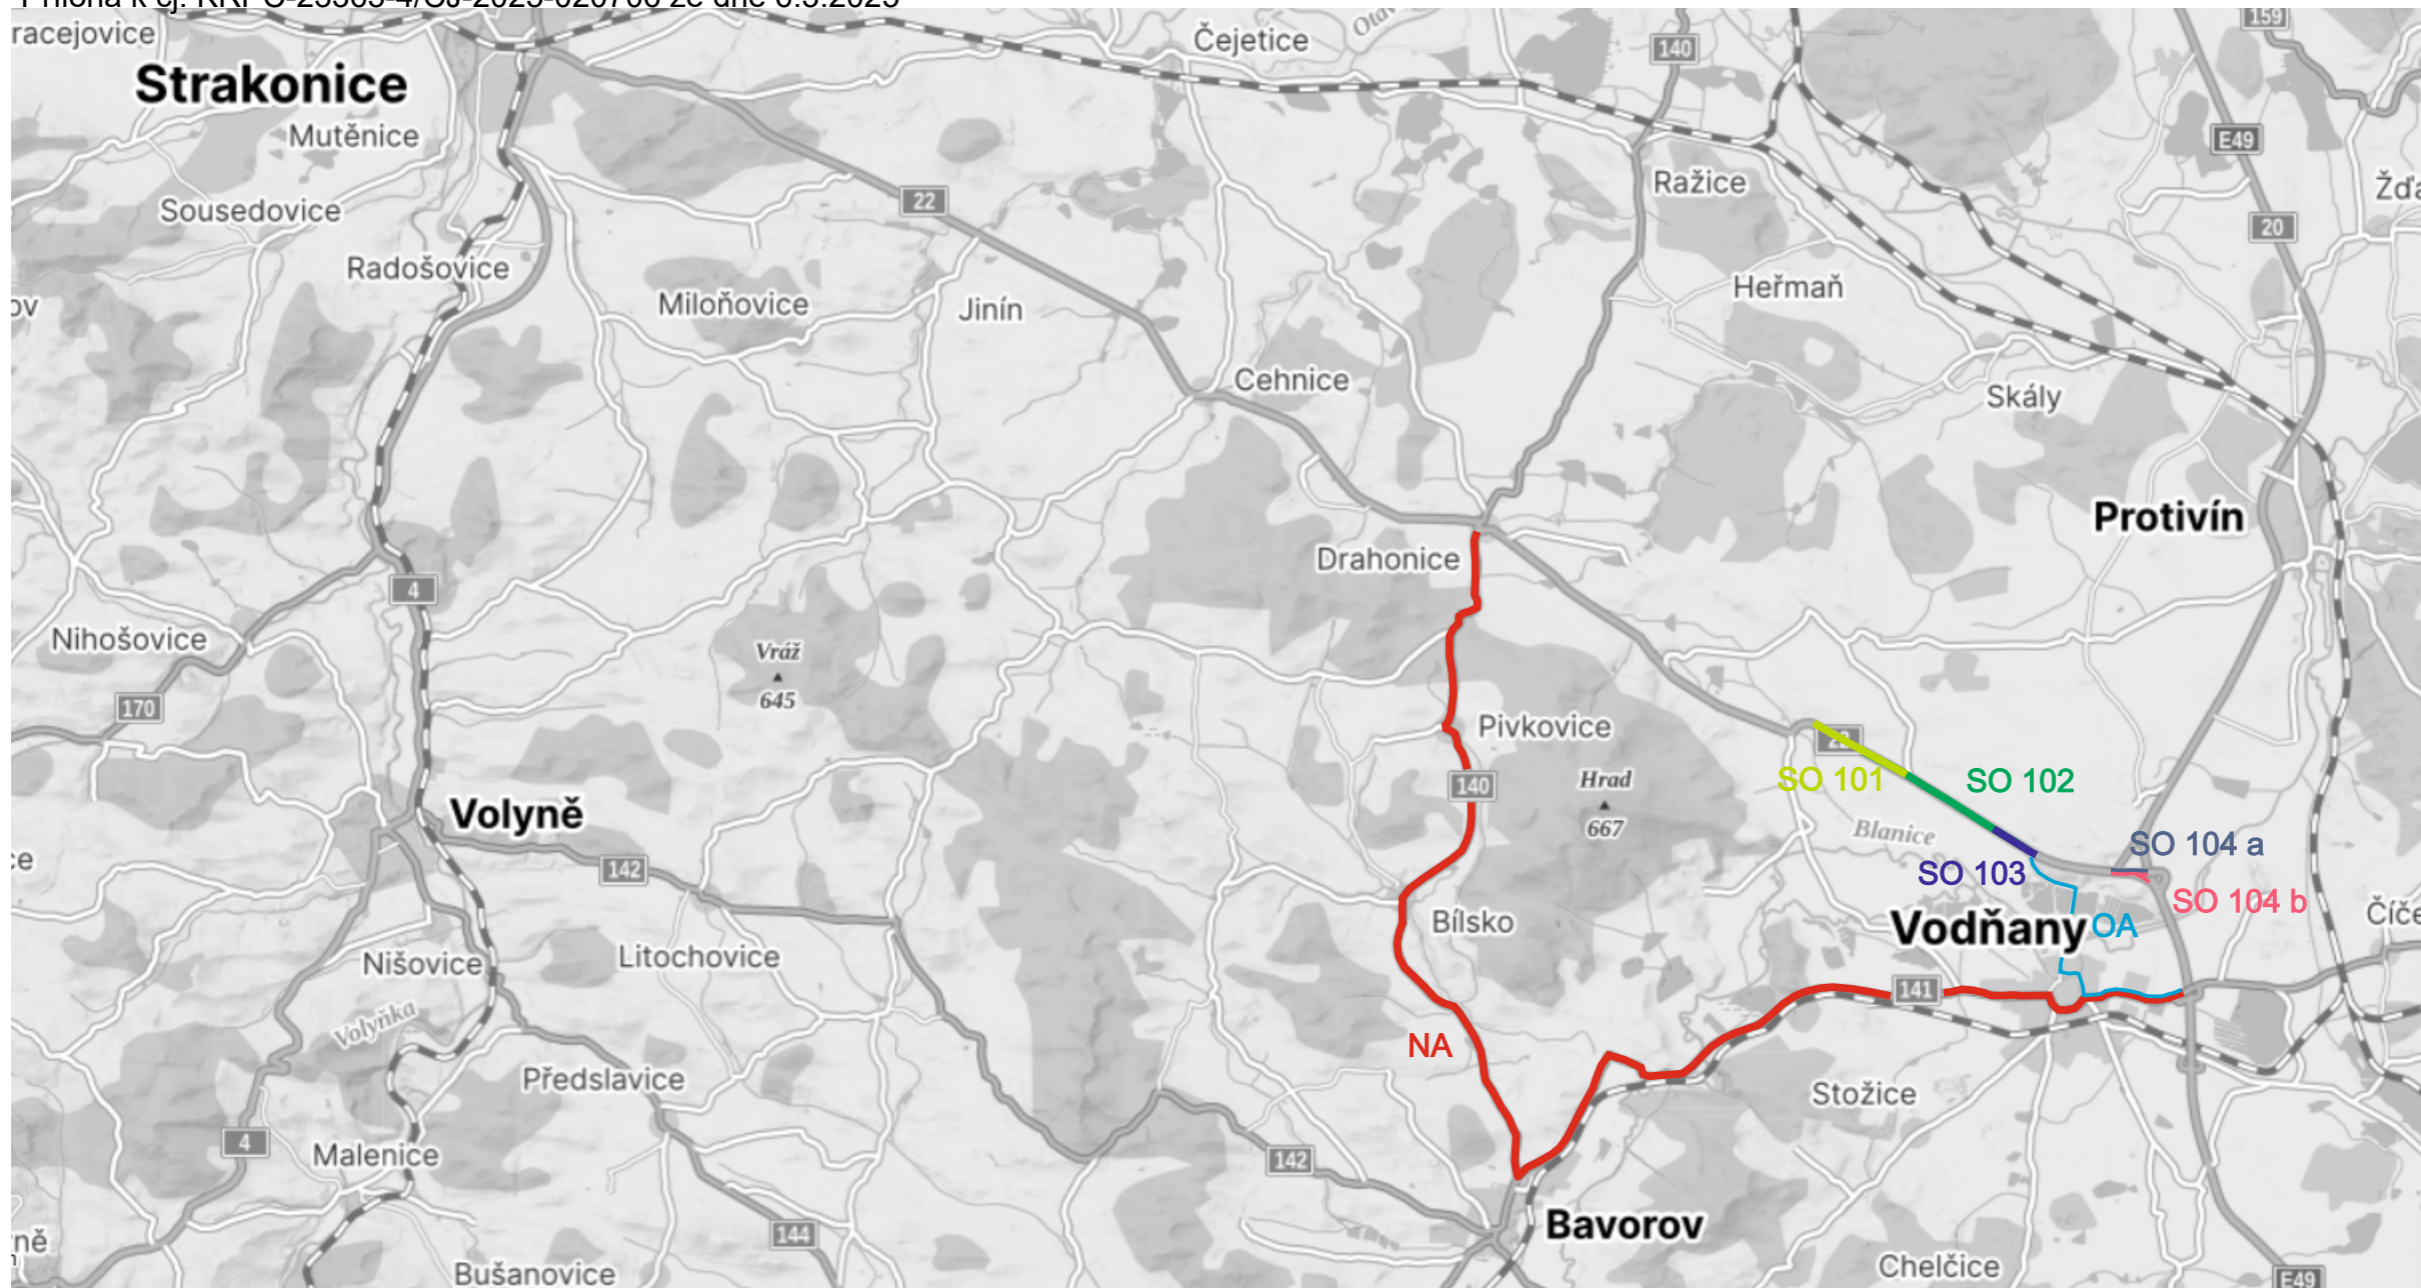 racejovice
Čejetice
159
140
Strakonice
Mutěnice
E49
Ražice
22
Sousedovice
20
Radošovice
Heřmaň
Miloňovice
Jinín
Cehnice
Skály
Protivín
Drahonice
4
Nihošovice
Vráž
645
170
Pivkovice
22
Hrad
667
140
SO 101
SO 102
Volyně
Blanice
SO 104 a
142
SO 103
SO 104 b
Bílsko
Vodňany
OA
Číče
Litochovice
Nišovice
141
Volyňka
NA
Předslavice
Stožice
4
Malenice
142
144
Bavorov
Bušanovice
Chelčice
E49